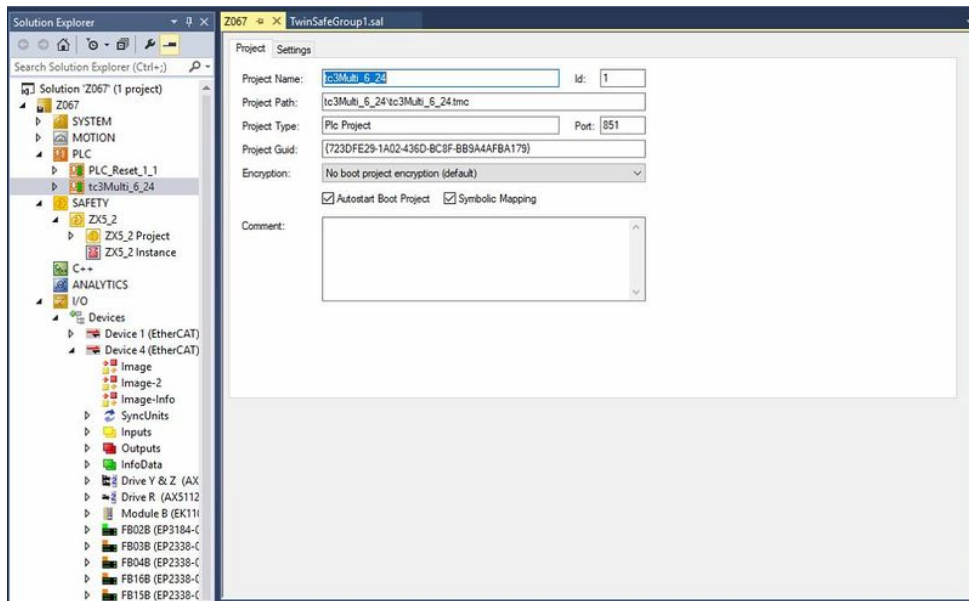 Solution Explorer
Search Solution Explorer (Ctrl+;)
Solution 'Z067' (1 project)
Z067
SYSTEM
MOTION
PLC
PLC_Reset_1_1
tc3Multi_6_24
SAFETY
ZX5_2
ZX5_2 Project
ZX5_2 Instance
C++
ANALYTICS
I/O
Devices
Device 1 (EtherCAT)
Device 4 (EtherCAT)
Image
Image-2
Image-Info
SyncUnits
Inputs
Outputs
InfoData
Drive Y & Z (AX
Drive R (AX5112
Module B (EK11
FB02B (EP3184-0
FB03B (EP2338-0
FB04B (EP2338-0
FB16B (EP2338-0
FB15B (EP2338-0
Z067
TwinSafeGroup1.sal
Project Settings
Project Name: tc3Multi_6_24 Id: 1
Project Path: tc3Multi_6_24\tc3Multi_6_24.tmc
Project Type: Plc Project Port: 851
Project Guid: {723DFE29-1A02-436D-BC8F-BB9A4AFBA179}
Encryption: No boot project encryption (default)
Autostart Boot Project Symbolic Mapping
Comment: